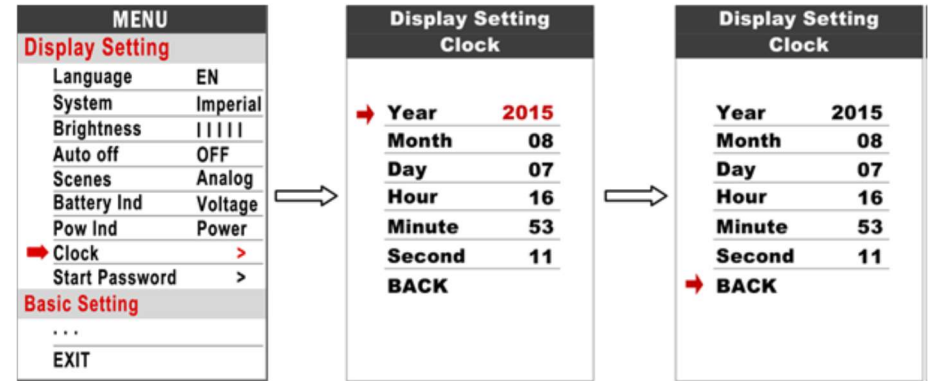 MENU
Display Setting
Language EN
System Imperial
Brightness | | | | |
Auto off OFF
Scenes Analog
Battery Ind Voltage
Pow Ind Power
Clock >
Start Password >
Basic Setting
. . .
EXIT
Display Setting
Clock
Year 2015
Month 08
Day 07
Hour 16
Minute 53
Second 11
BACK
Display Setting
Clock
Year 2015
Month 08
Day 07
Hour 16
Minute 53
Second 11
BACK